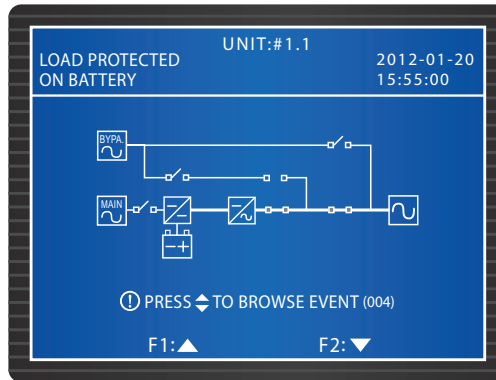 UNIT:#1.1
LOAD PROTECTED
ON BATTERY
2012-01-20
15:55:00
BYPA.
MAIN
PRESS TO BROWSE EVENT (004)
F1: F2: